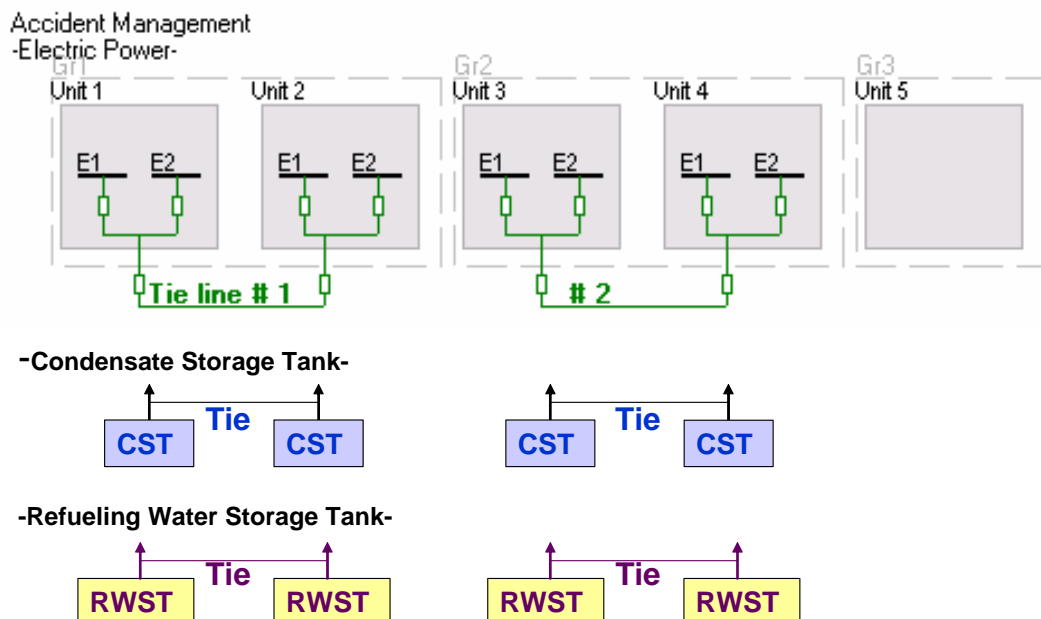 Accident Management
-Electric Power-
Gr1 Gr2 Gr3
Unit 1 Unit 2 Unit 3 Unit 4 Unit 5
E1 E2 E1 E2 E1 E2 E1 E2
Tie line # 1 # 2
-Condensate Storage Tank-
Tie Tie
CST CST CST CST
-Refueling Water Storage Tank-
Tie Tie
RWST RWST RWST RWST